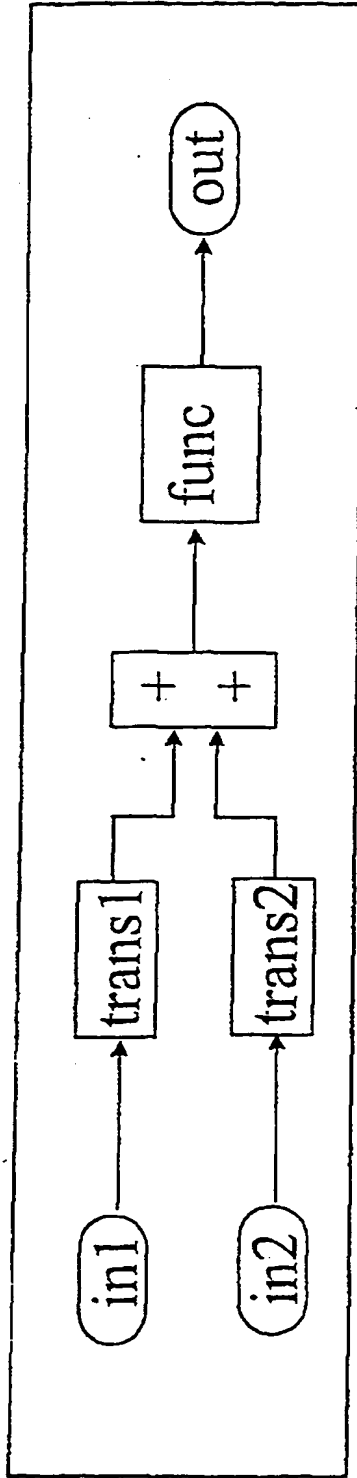 in1
trans1
in2
trans2
+
+
func
out